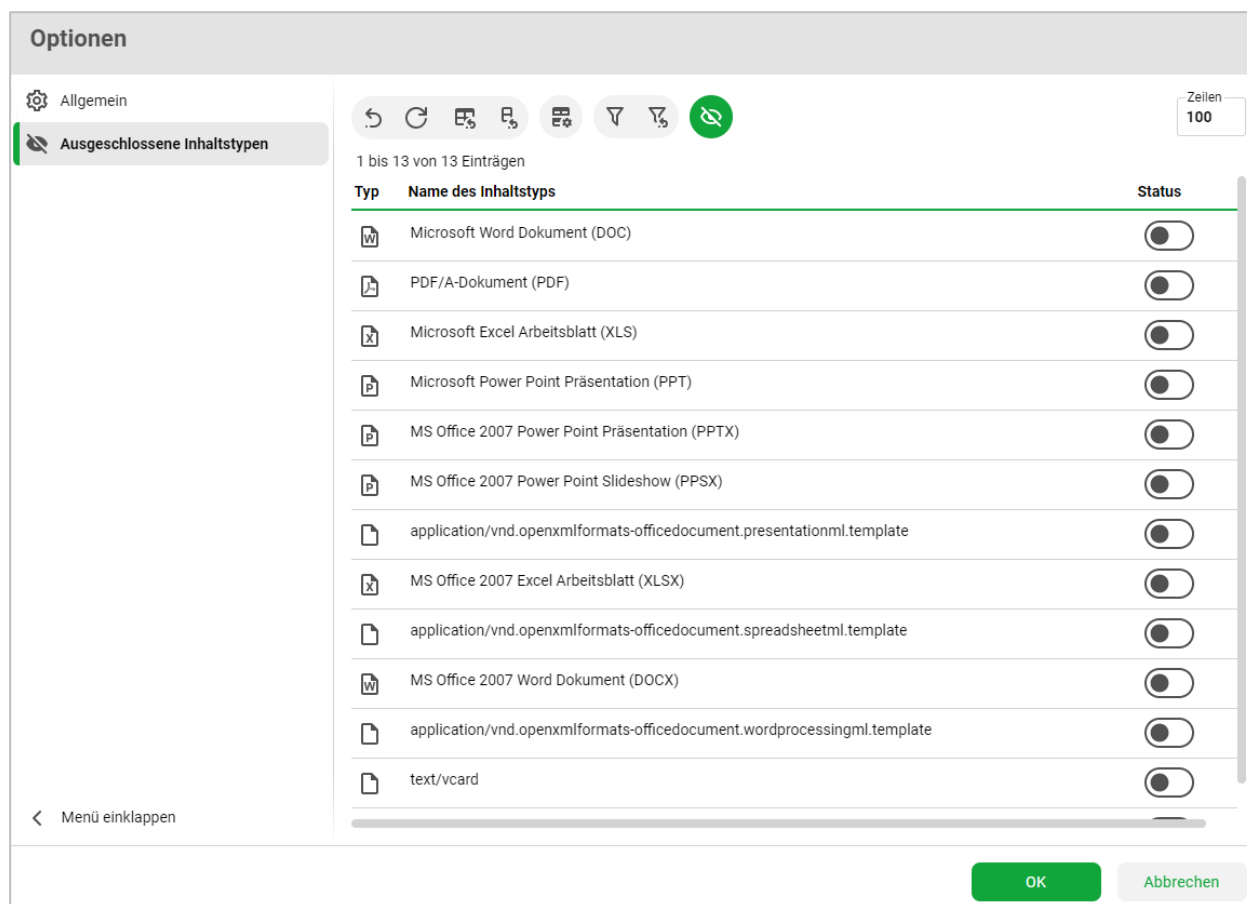 Optionen
Allgemein
Ausgeschlossene Inhaltstypen
Zeilen
100
1 bis 13 von 13 Einträgen
Typ Name des Inhaltstyps Status
Microsoft Word Dokument (DOC)
PDF/A-Dokument (PDF)
Microsoft Excel Arbeitsblatt (XLS)
Microsoft Power Point Präsentation (PPT)
MS Office 2007 Power Point Präsentation (PPTX)
MS Office 2007 Power Point Slideshow (PPSX)
application/vnd.openxmlformats-officedocument.presentationml.template
MS Office 2007 Excel Arbeitsblatt (XLSX)
application/vnd.openxmlformats-officedocument.spreadsheetml.template
MS Office 2007 Word Dokument (DOCX)
application/vnd.openxmlformats-officedocument.wordprocessingml.template
text/vcard
Menü einklappen
OK Abbrechen